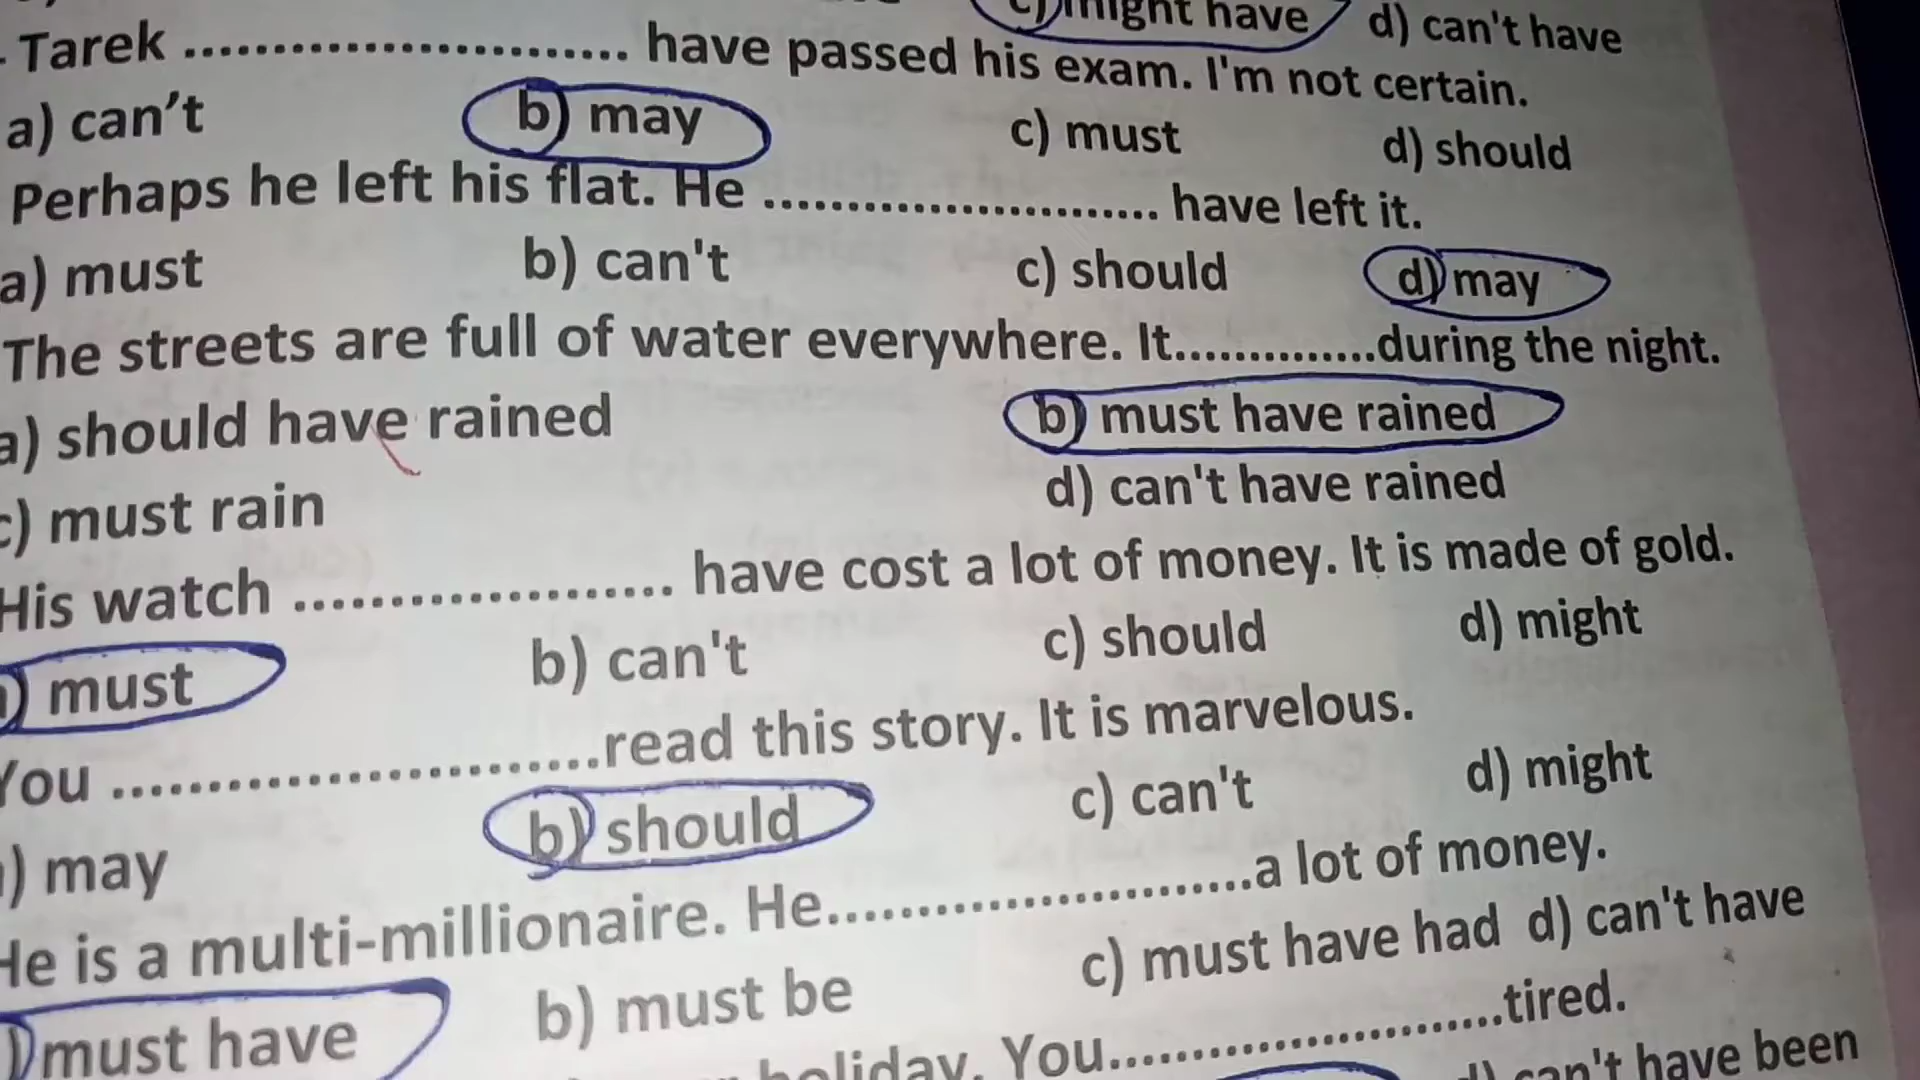 c) might have d) can't have
Tarek ........................ have passed his exam. I'm not certain.
a) can't b) may c) must d) should
Perhaps he left his flat. He ........................ have left it.
a) must b) can't c) should d) may
The streets are full of water everywhere. It..............during the night.
a) should have rained b) must have rained
c) must rain d) can't have rained
His watch .................... have cost a lot of money. It is made of gold.
) must b) can't c) should d) might
You ..........................read this story. It is marvelous.
) may b) should c) can't d) might
He is a multi-millionaire. He........................a lot of money.
) must have b) must be c) must have had d) can't have
holiday. You........................tired.
d) can't have been